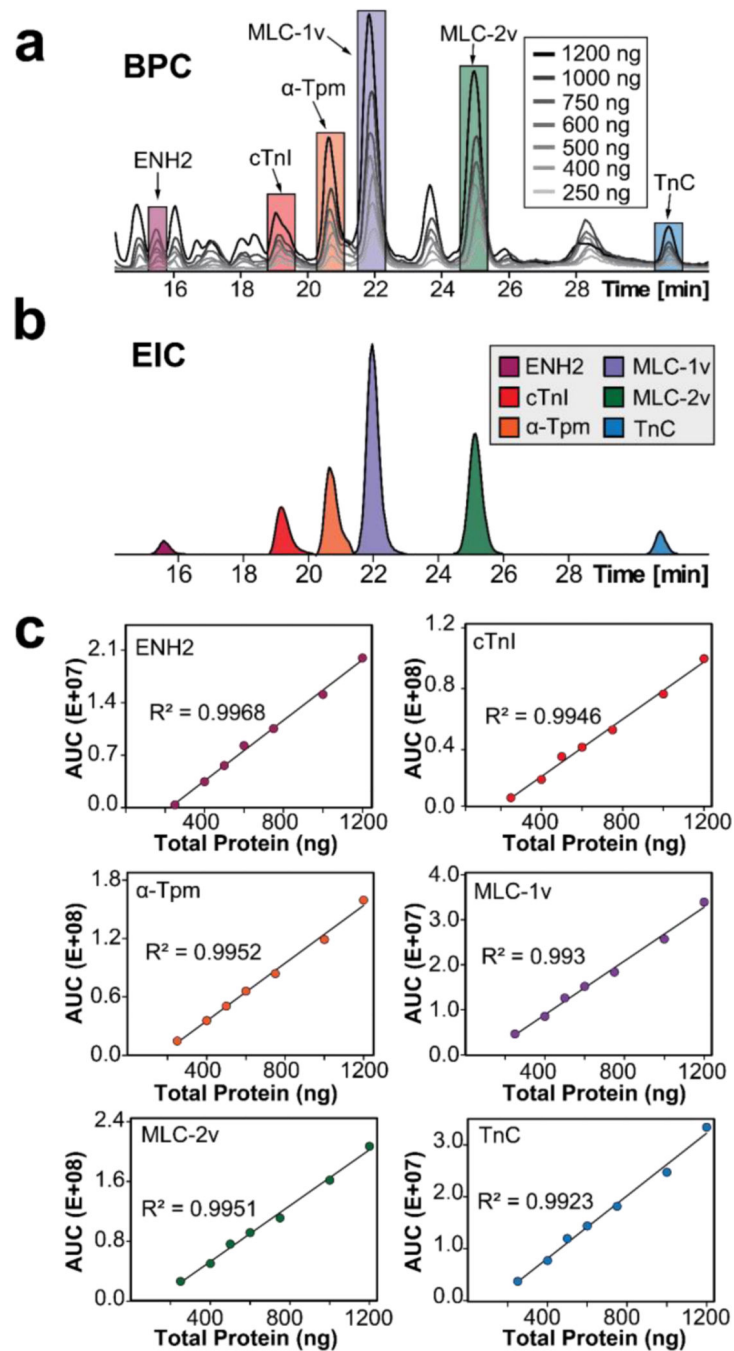 a
BPC
MLC-1v
MLC-2v
α-Tpm
cTnI
ENH2
TnC
1200 ng
1000 ng
750 ng
600 ng
500 ng
400 ng
250 ng
16 18 20 22 24 26 28 Time [min]
b
EIC
ENH2 MLC-1v
cTnI MLC-2v
α-Tpm TnC
16 18 20 22 24 26 28 Time [min]
c
ENH2
R² = 0.9968
AUC (E+07)
2.1
1.4
0.7
0.0
400 800 1200
Total Protein (ng)
cTnI
R² = 0.9946
AUC (E+08)
1.2
0.8
0.4
0.0
400 800 1200
Total Protein (ng)
α-Tpm
R² = 0.9952
AUC (E+08)
1.8
1.2
0.6
0.0
400 800 1200
Total Protein (ng)
MLC-1v
R² = 0.993
AUC (E+07)
4.0
3.0
2.0
1.0
0.0
400 800 1200
Total Protein (ng)
MLC-2v
R² = 0.9951
AUC (E+08)
2.4
1.6
0.8
0.0
400 800 1200
Total Protein (ng)
TnC
R² = 0.9923
AUC (E+07)
3.0
2.0
1.0
0.0
400 800 1200
Total Protein (ng)